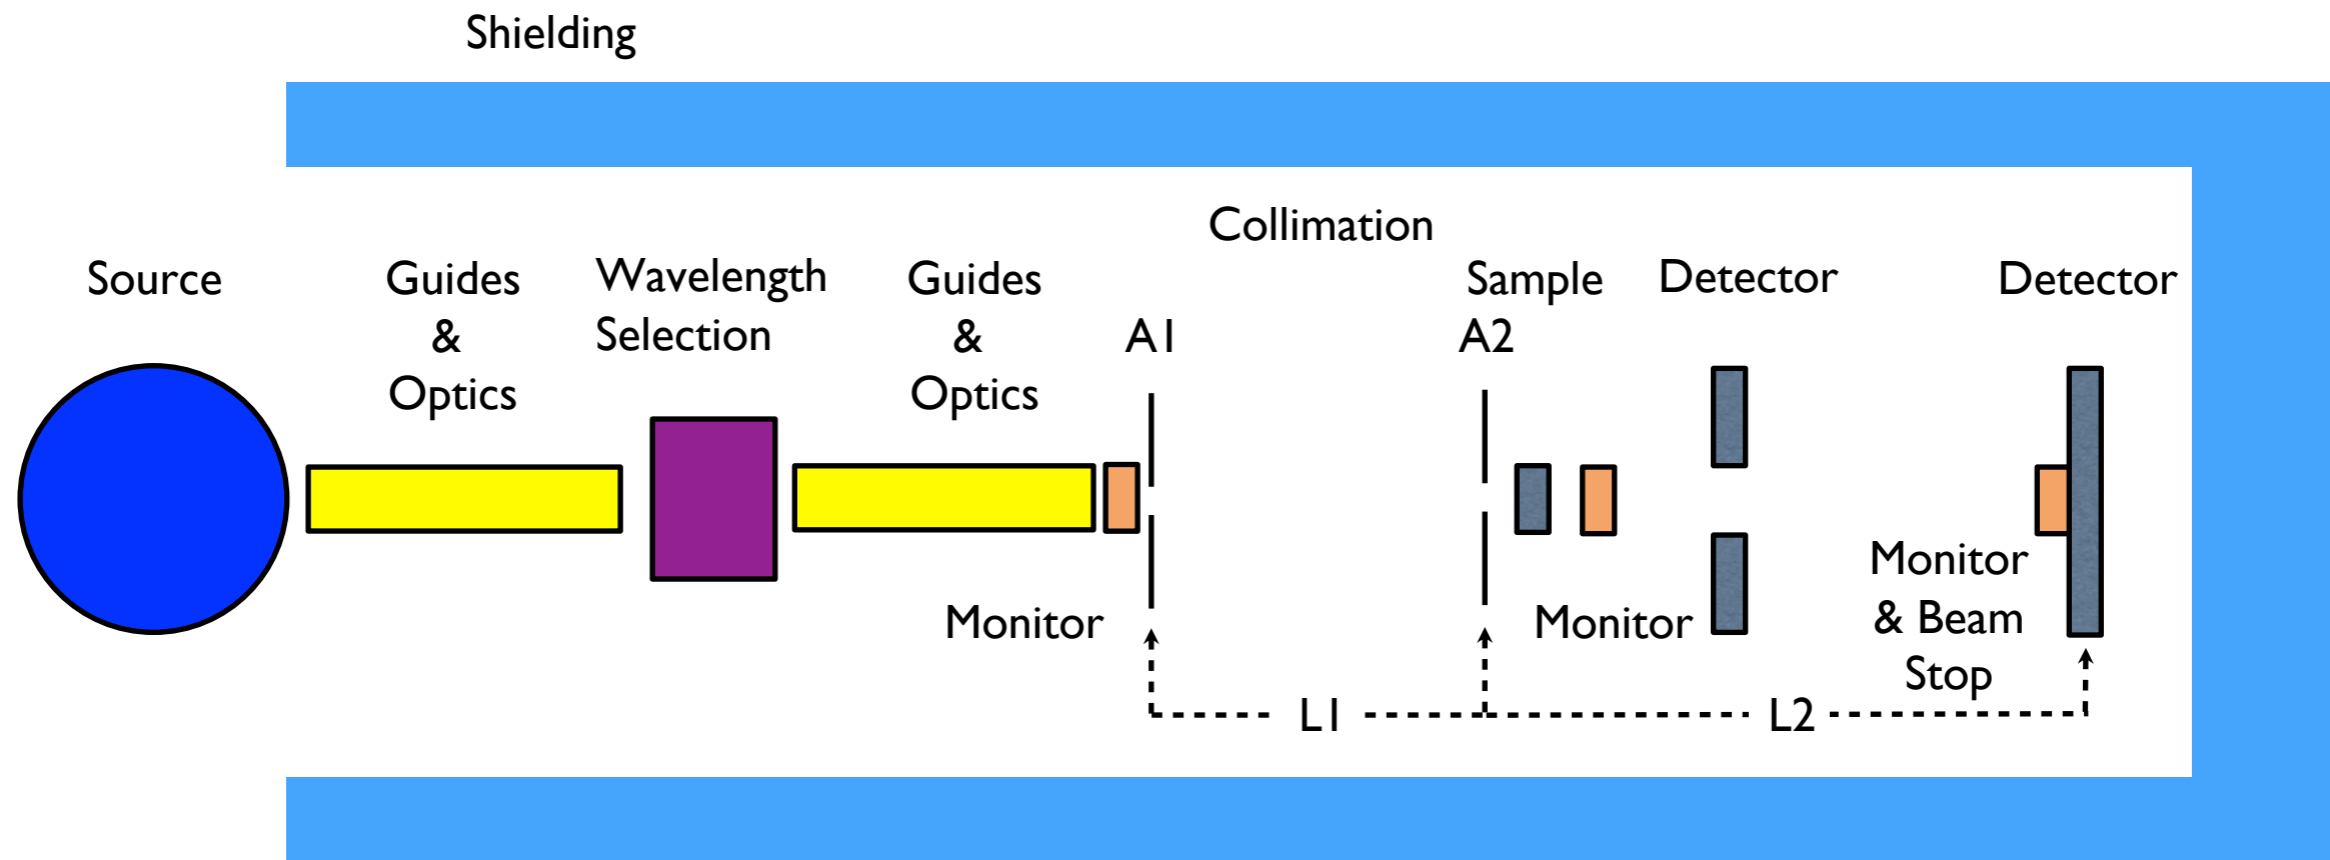 Shielding
Collimation
Source
Guides
&
Optics
Wavelength
Selection
Guides
&
Optics
A1
Sample
A2
Detector
Detector
Monitor
Monitor
Monitor
& Beam
Stop
L1
L2